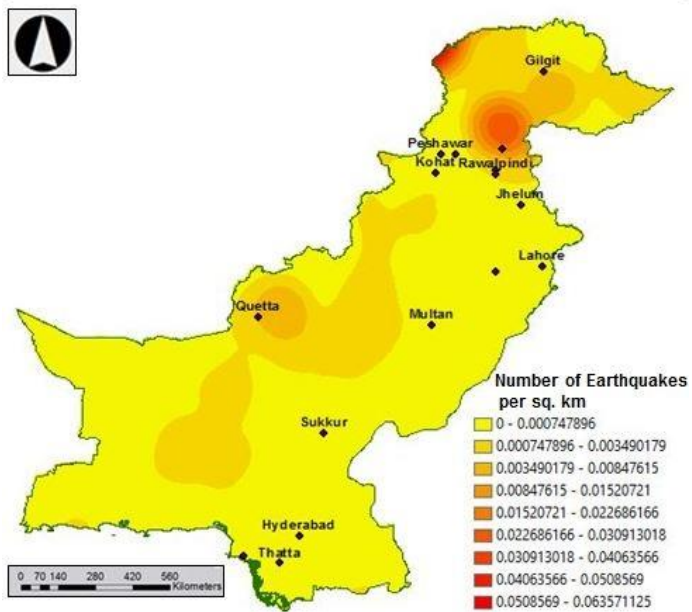 Gilgit
Peshawar
Kohat Rawalpindi
Jhelum
Lahore
Quetta
Multan
Sukkur
Hyderabad
Thatta
Number of Earthquakes
per sq. km
0 - 0.000747896
0.000747896 - 0.003490179
0.003490179 - 0.00847615
0.00847615 - 0.01520721
0.01520721 - 0.022686166
0.022686166 - 0.030913018
0.030913018 - 0.04063566
0.04063566 - 0.0508569
0.0508569 - 0.063571125
0 70 140 280 420 560
Kilometers